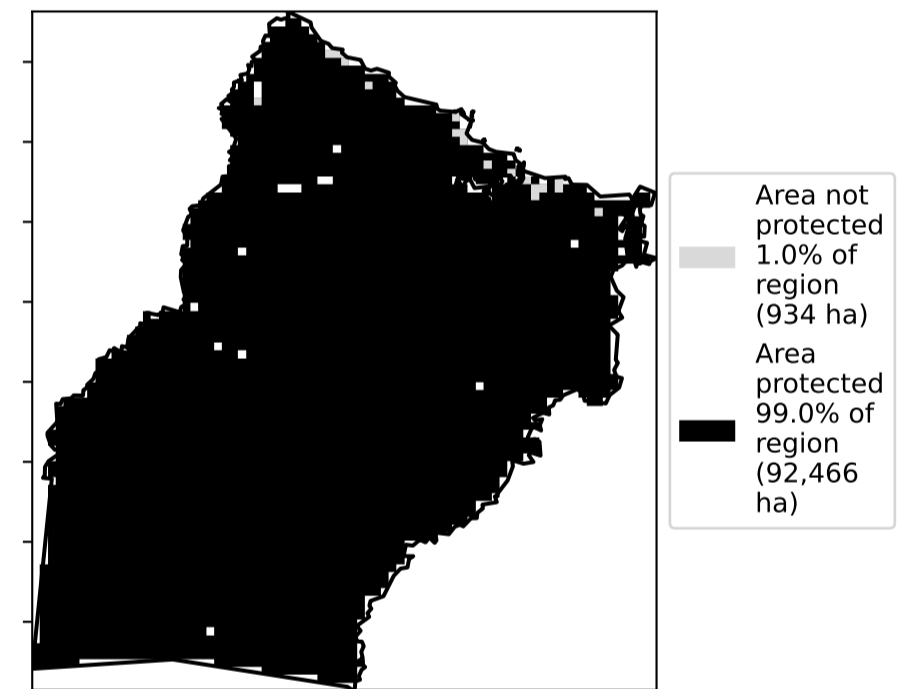 Area not
protected
1.0% of
region
(934 ha)
Area
protected
99.0% of
region
(92,466
ha)